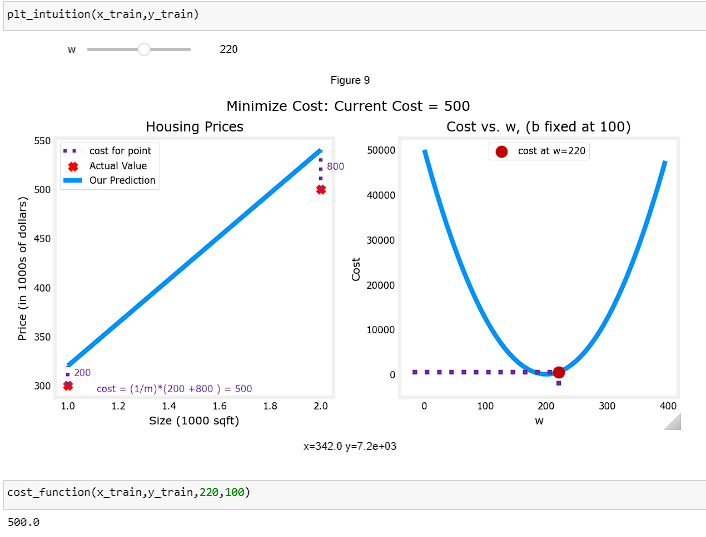 plt_intuition(x_train,y_train)
w 220
Figure 9
Minimize Cost: Current Cost = 500
Housing Prices
cost for point
Actual Value
Our Prediction
550
500
450
400
350
300
Price (in 1000s of dollars)
800
200
cost = (1/m)*(200 +800 ) = 500
1.0 1.2 1.4 1.6 1.8 2.0
Size (1000 sqft)
Cost vs. w, (b fixed at 100)
cost at w=220
50000
40000
30000
20000
10000
0
Cost
0 100 200 300 400
w
x=342.0 y=7.2e+03
cost_function(x_train,y_train,220,100)
500.0